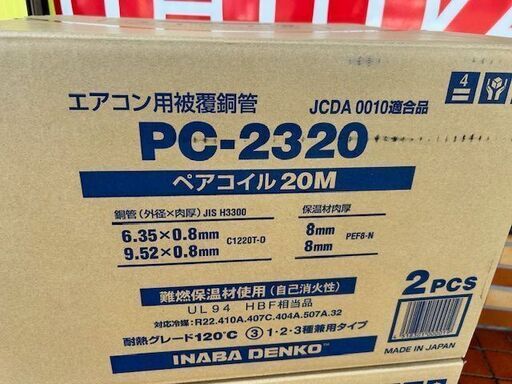 エアコン用被覆銅管
JCDA 0010適合品
4
PC-2320
ペアコイル20M
銅管（外径×肉厚）JIS H3300
保温材肉厚
6.35×0.8mm
9.52×0.8mm
C1220T-O
8mm
8mm
PEF8-N
難燃保温材使用（自己消火性）
UL94 HBF相当品
対応冷媒:R22.410A.407C.404A.507A.32
耐熱グレード120℃ ③1・2・3種兼用タイプ
INABA DENKO
2PCS
MADE IN JAPAN